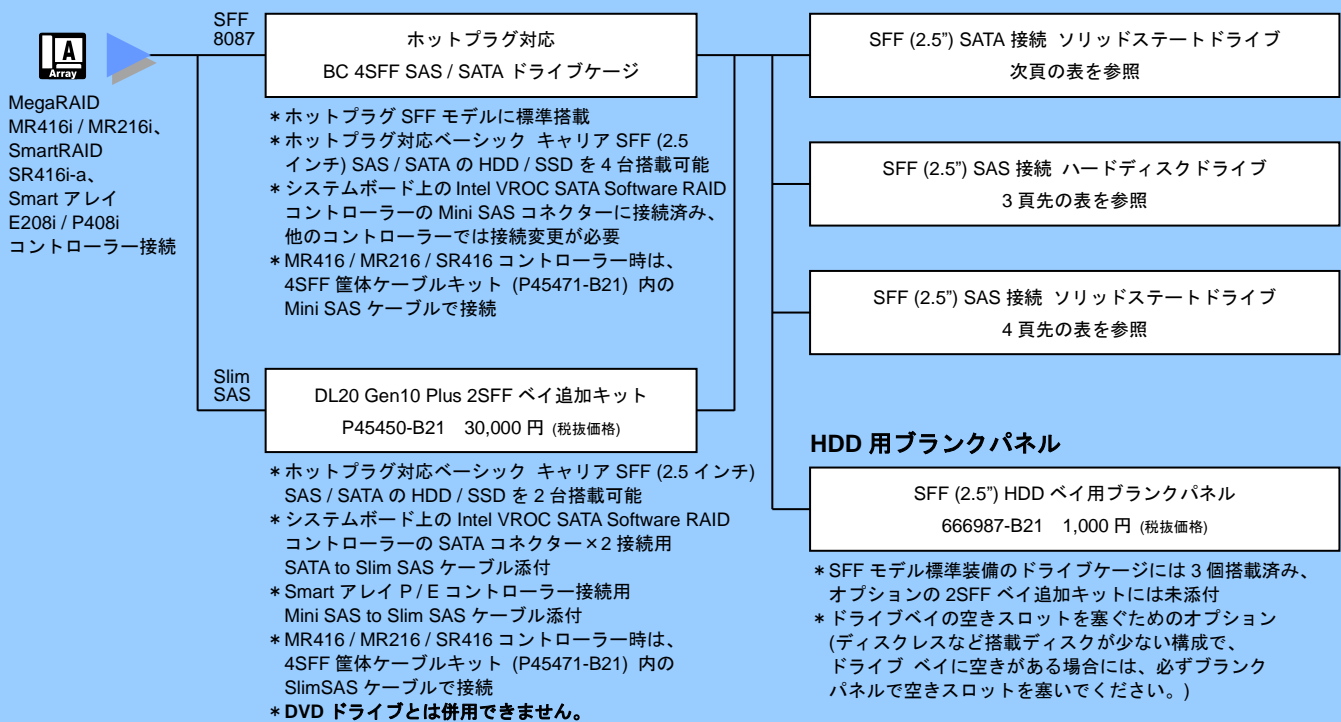 A
Array
MegaRAID
MR416i / MR216i、
SmartRAID
SR416i-a、
Smart アレイ
E208i / P408i
コントローラー接続
SFF
8087
ホットプラグ対応
BC 4SFF SAS / SATA ドライブケージ
＊ホットプラグ SFF モデルに標準搭載
＊ホットプラグ対応ベーシック キャリア SFF (2.5
インチ) SAS / SATA の HDD / SSD を 4 台搭載可能
＊システムボード上の Intel VROC SATA Software RAID
コントローラーの Mini SAS コネクターに接続済み、
他のコントローラーでは接続変更が必要
＊MR416 / MR216 / SR416 コントローラー時は、
4SFF 筐体ケーブルキット (P45471-B21) 内の
Mini SAS ケーブルで接続
Slim
SAS
DL20 Gen10 Plus 2SFF ベイ追加キット
P45450-B21 30,000 円 (税抜価格)
＊ホットプラグ対応ベーシック キャリア SFF (2.5 インチ)
SAS / SATA の HDD / SSD を 2 台搭載可能
＊システムボード上の Intel VROC SATA Software RAID
コントローラーの SATA コネクター×2 接続用
SATA to Slim SAS ケーブル添付
＊Smart アレイ P / E コントローラー接続用
Mini SAS to Slim SAS ケーブル添付
＊MR416 / MR216 / SR416 コントローラー時は、
4SFF 筐体ケーブルキット (P45471-B21) 内の
SlimSAS ケーブルで接続
＊DVD ドライブとは併用できません。
SFF (2.5”) SATA 接続 ソリッドステートドライブ
次頁の表を参照
SFF (2.5”) SAS 接続 ハードディスクドライブ
3 頁先の表を参照
SFF (2.5”) SAS 接続 ソリッドステートドライブ
4 頁先の表を参照
HDD 用ブランクパネル
SFF (2.5”) HDD ベイ用ブランクパネル
666987-B21 1,000 円 (税抜価格)
＊SFF モデル標準装備のドライブケージには 3 個搭載済み、
オプションの 2SFF ベイ追加キットには未添付
＊ドライブベイの空きスロットを塞ぐためのオプション
(ディスクレスなど搭載ディスクが少ない構成で、
ドライブ ベイに空きがある場合には、必ずブランク
パネルで空きスロットを塞いでください。)